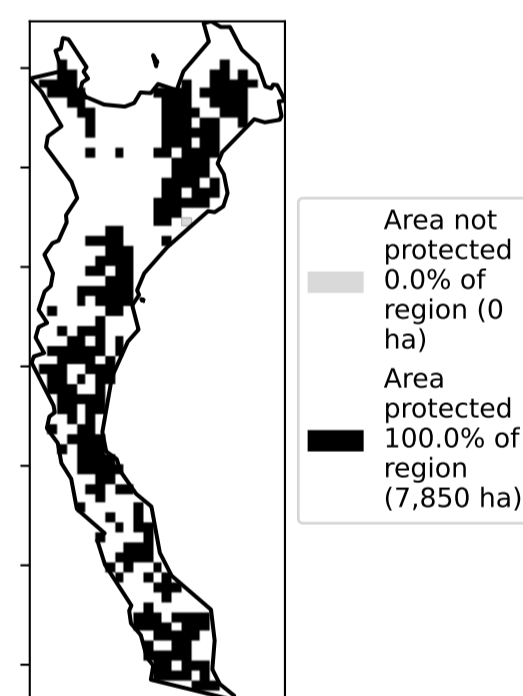 Area not
protected
0.0% of
region (0
ha)
Area
protected
100.0% of
region
(7,850 ha)